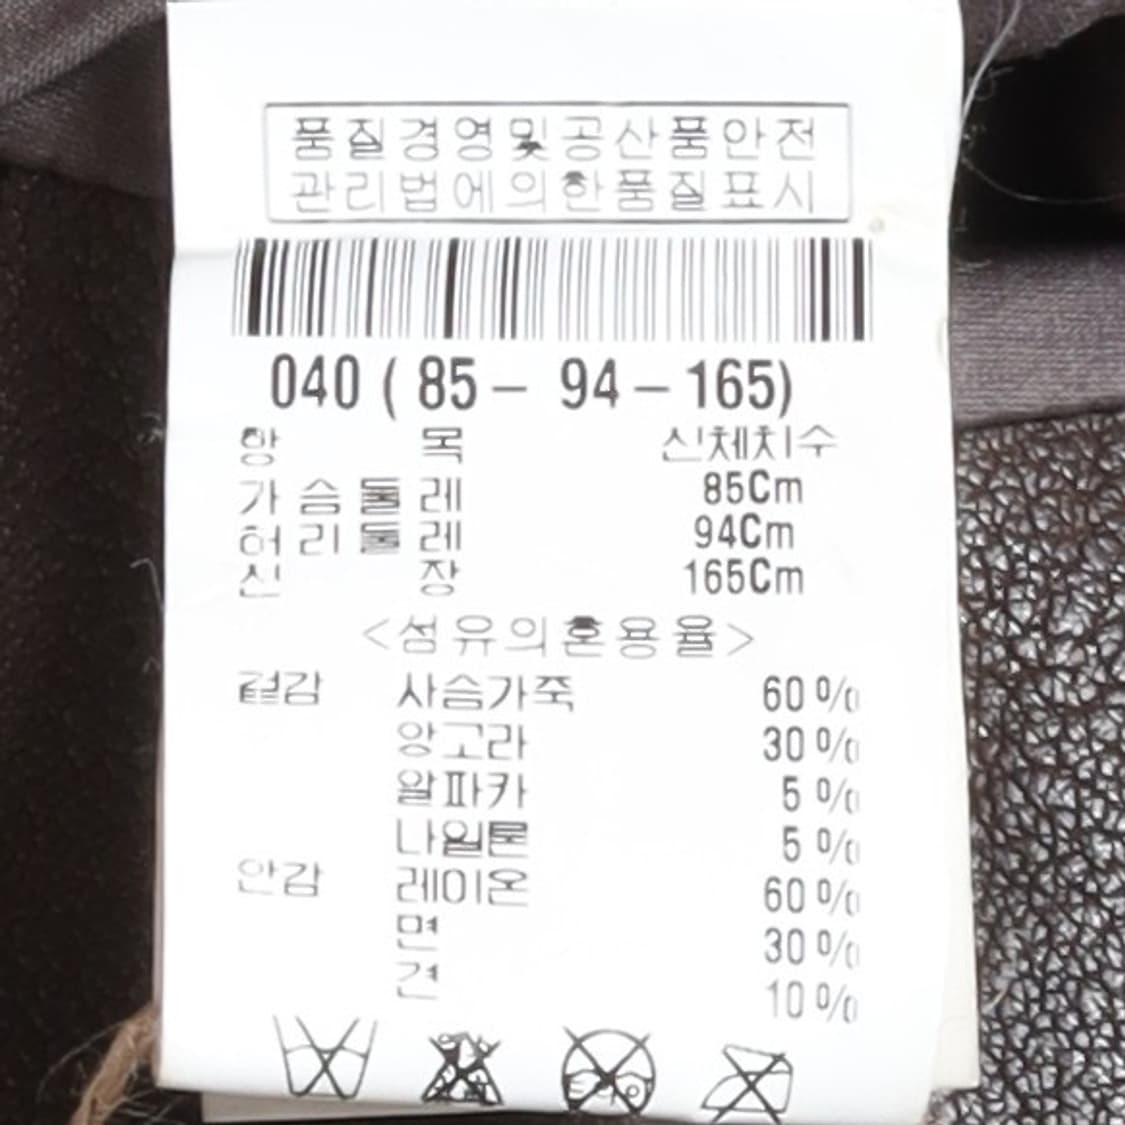 품질경영및공산품안전
관리법에의한품질표시
040 ( 85 – 94 – 165)
항 목 신체치수
가 슴 둘 레 85Cm
허 리 둘 레 94Cm
신 장 165Cm
<섬유의혼용율>
겉감 사슴가죽 60 %
앙고라 30 %
알파카 5 %
나일론 5 %
안감 레이온 60 %
면 30 %
견 10 %